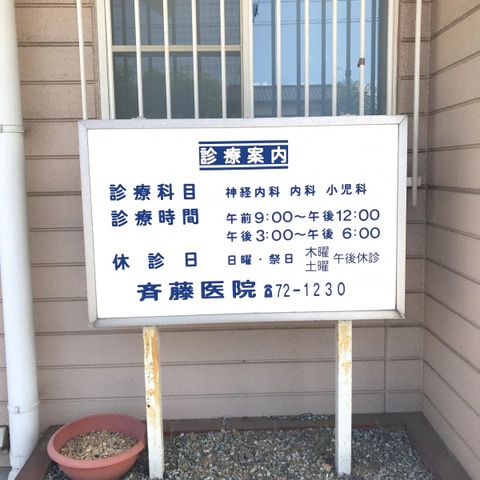 診療案内
診療科目 神経内科 内科 小児科
診療時間 午前9:00～午後12:00
午後3:00～午後6:00
休診日 日曜・祭日 木曜 土曜 午後休診
斉藤医院☎72-1230